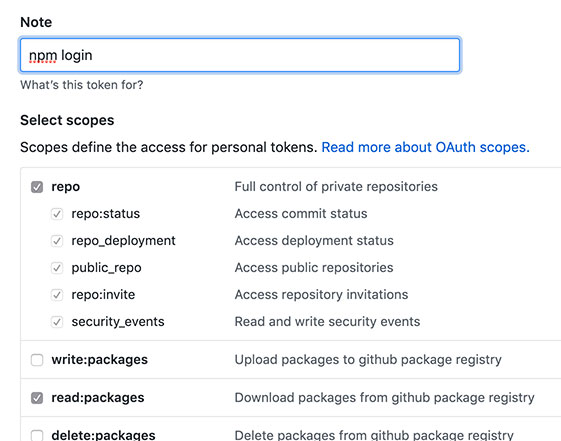 Note
npm login
What's this token for?
Select scopes
Scopes define the access for personal tokens. Read more about OAuth scopes.
repo Full control of private repositories
repo:status Access commit status
repo_deployment Access deployment status
public_repo Access public repositories
repo:invite Access repository invitations
security_events Read and write security events
write:packages Upload packages to github package registry
read:packages Download packages from github package registry
delete:packages Delete packages from github package registry